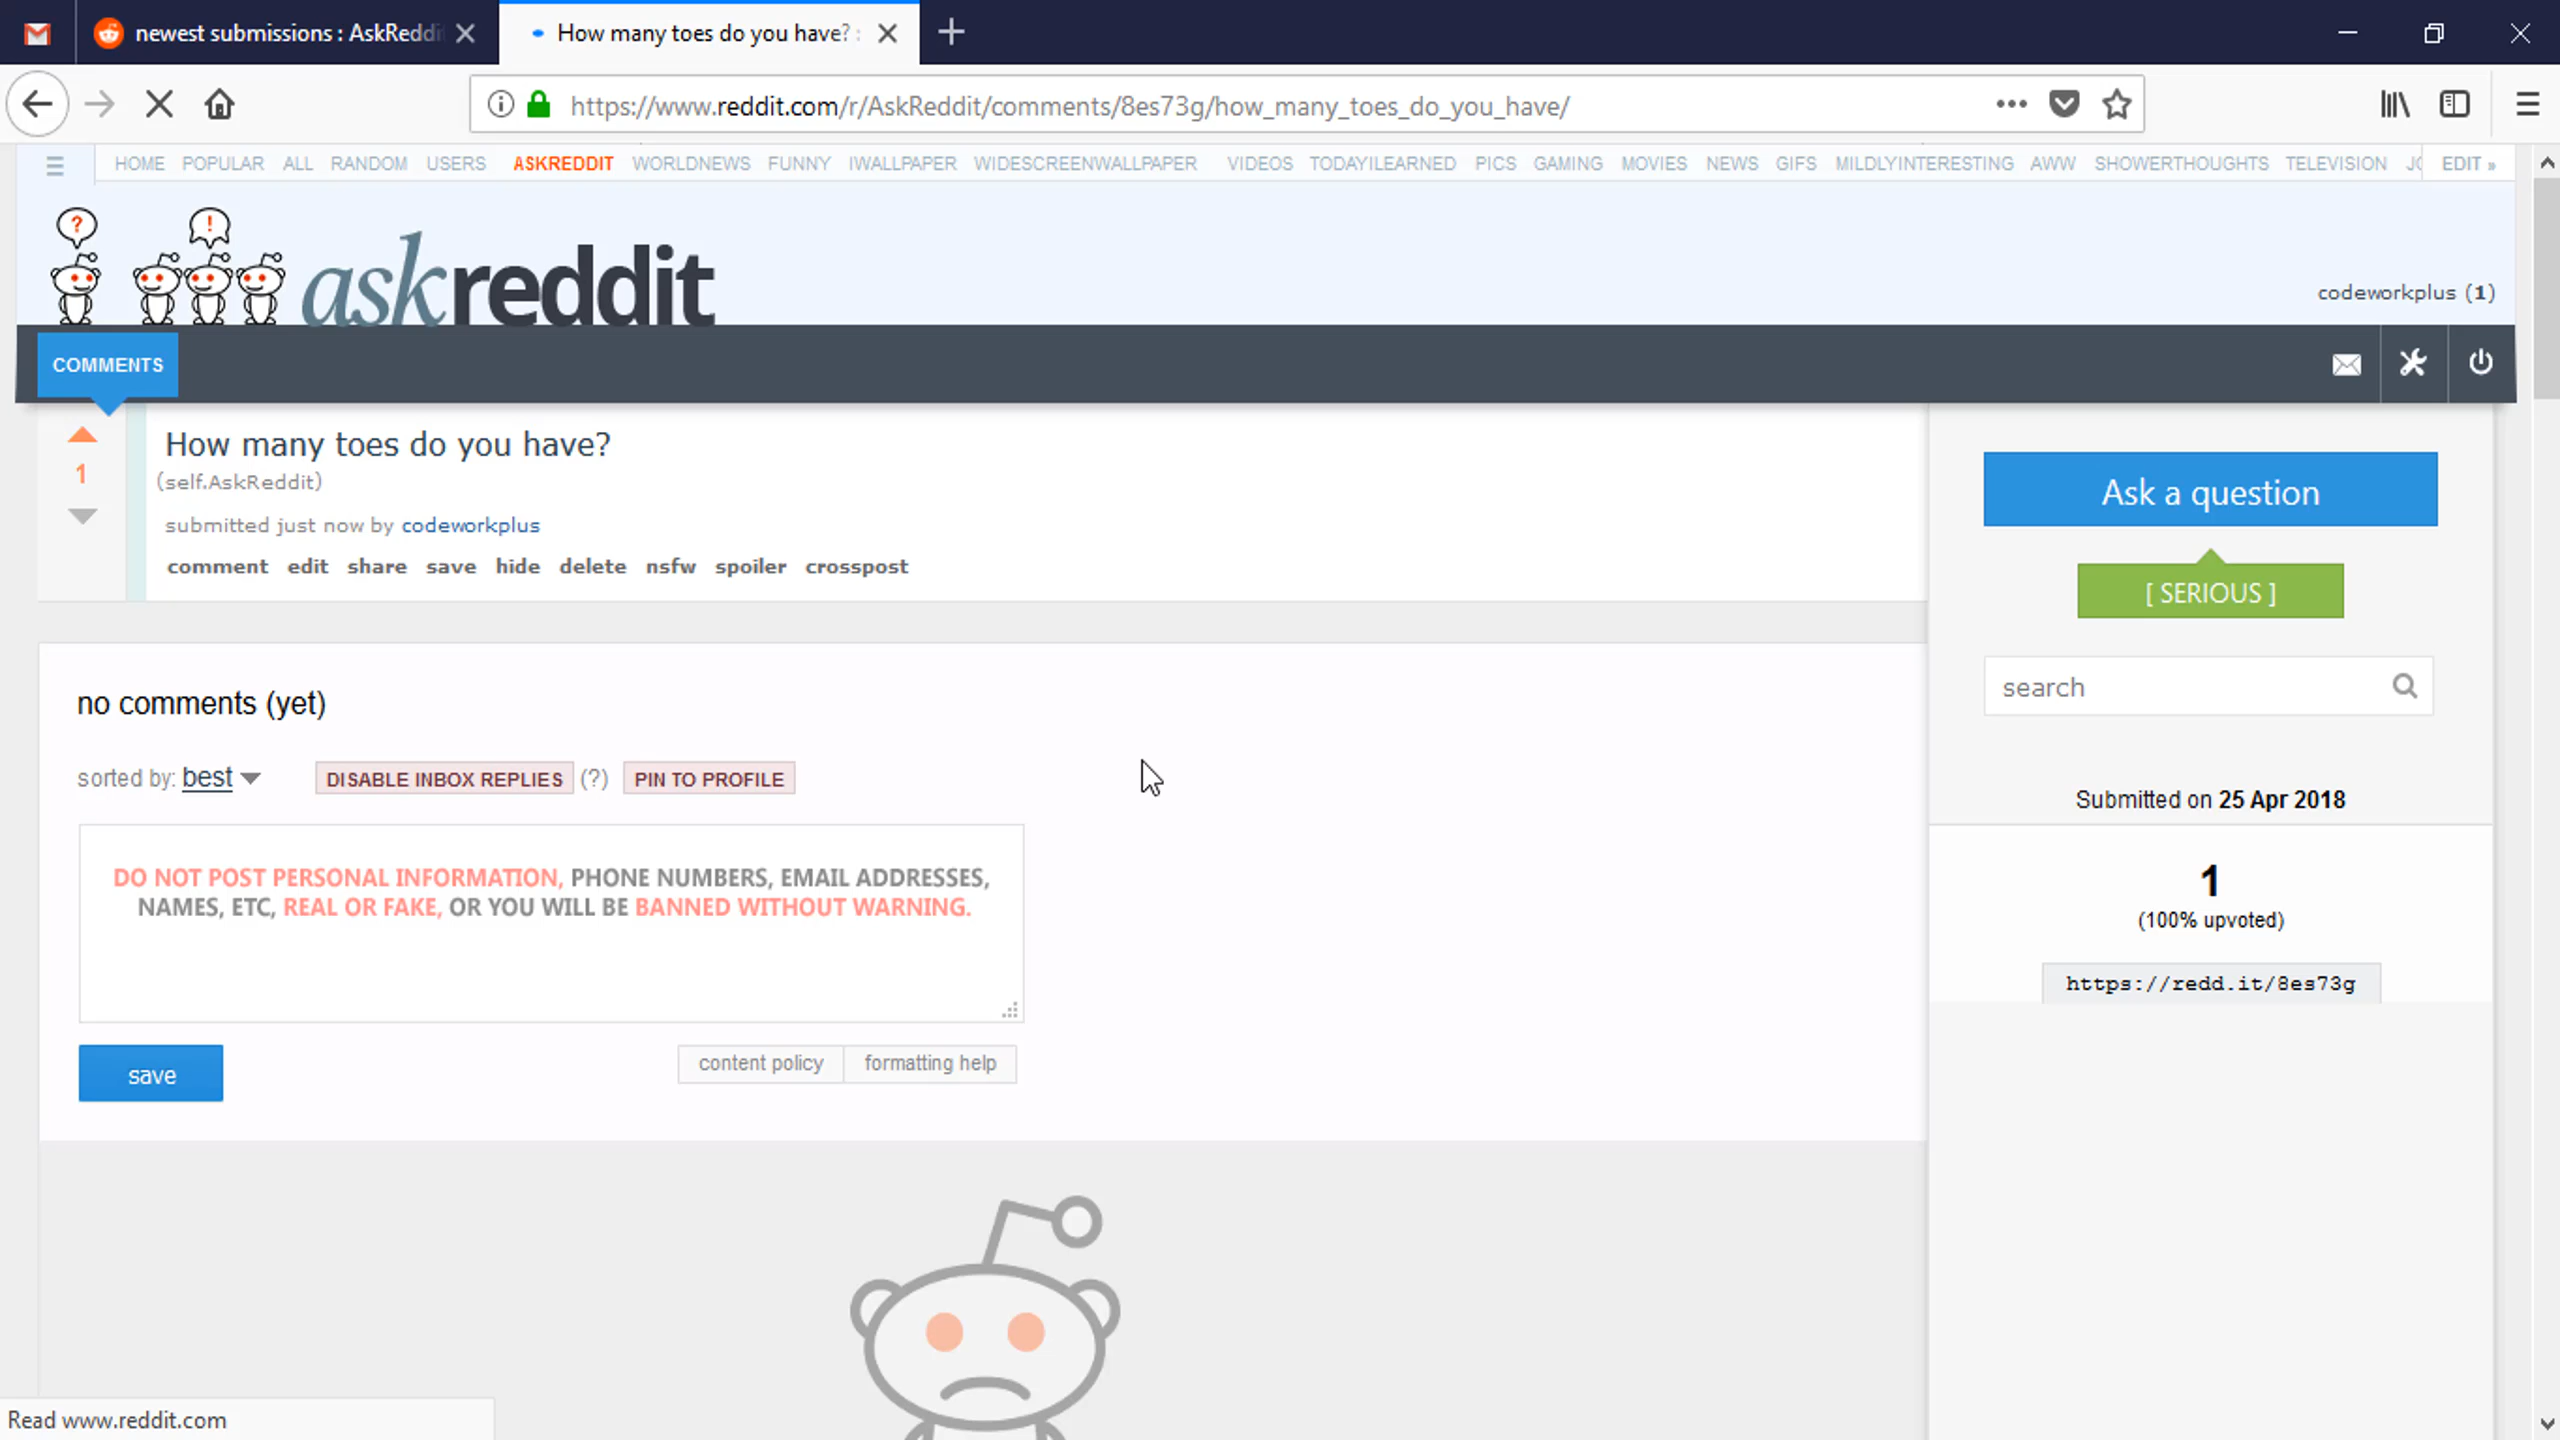 newest submissions : AskReddit
How many toes do you have? :
https://www.reddit.com/r/AskReddit/comments/8es73g/how_many_toes_do_you_have/
HOME POPULAR ALL RANDOM USERS ASKREDDIT WORLDNEWS FUNNY IWALLPAPER WIDESCREENWALLPAPER VIDEOS TODAYILEARNED PICS GAMING MOVIES NEWS GIFS MILDLYINTERESTING AWW SHOWERTHOUGHTS TELEVISION EDIT »
? !
askreddit
codeworkplus (1)
COMMENTS
How many toes do you have?
1
(self.AskReddit)
submitted just now by codeworkplus
comment edit share save hide delete nsfw spoiler crosspost
Ask a question
[ SERIOUS ]
search
no comments (yet)
sorted by: best DISABLE INBOX REPLIES (?) PIN TO PROFILE
Submitted on 25 Apr 2018
1
(100% upvoted)
https://redd.it/8es73g
DO NOT POST PERSONAL INFORMATION, PHONE NUMBERS, EMAIL ADDRESSES,
NAMES, ETC, REAL OR FAKE, OR YOU WILL BE BANNED WITHOUT WARNING.
save
content policy formatting help
Read www.reddit.com